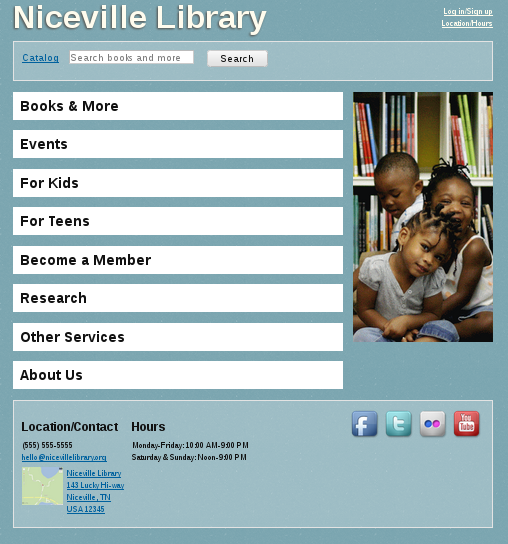 Niceville Library
Log in/Sign up
Location/Hours
Catalog
Search books and more
Search
Books & More
Events
For Kids
For Teens
Become a Member
Research
Other Services
About Us
Location/Contact
(555) 555-5555
hello@nicevillelibrary.org
Niceville Library
143 Lucky Hi-way
Niceville, TN
USA 12345
Hours
Monday-Friday: 10:00 AM-9:00 PM
Saturday & Sunday: Noon-9:00 PM
f
t
You
Tube